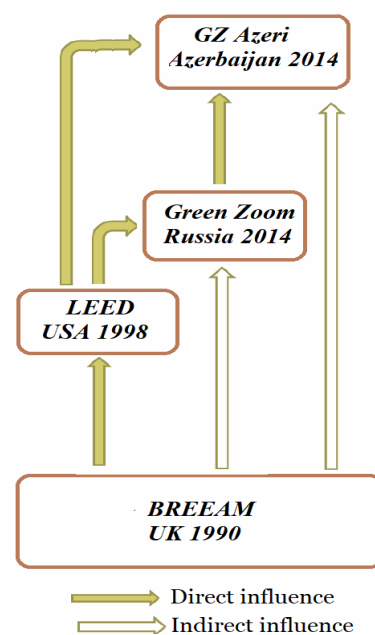 GZ Azeri
Azerbaijan 2014
Green Zoom
Russia 2014
LEED
USA 1998
BREEAM
UK 1990
Direct influence
Indirect influence